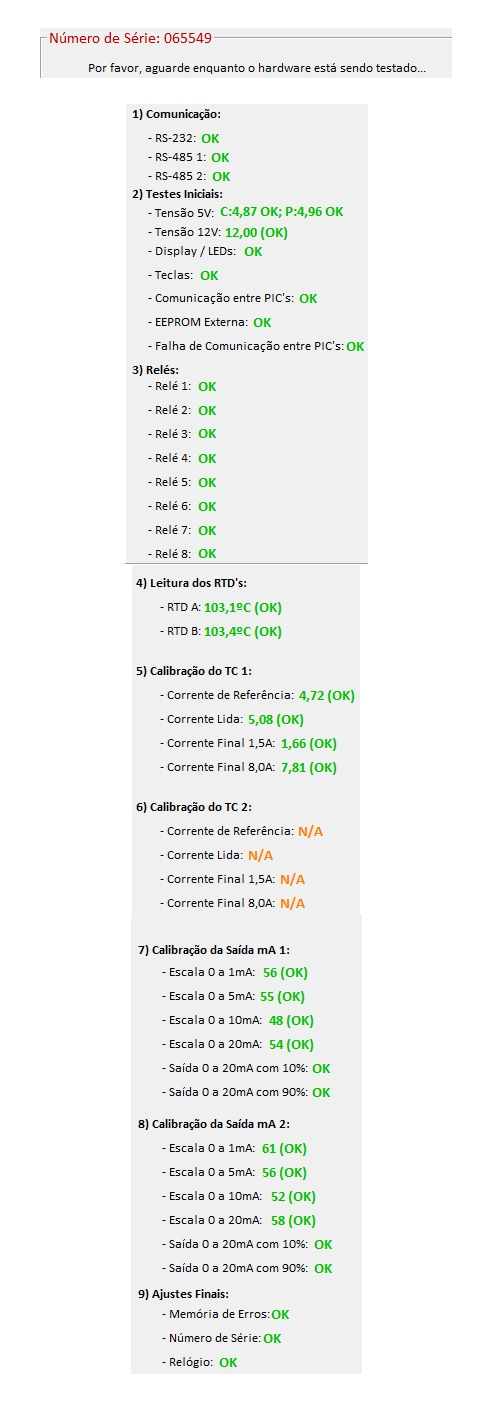 Número de Série: 065549
Por favor, aguarde enquanto o hardware está sendo testado...
1) Comunicação:
- RS-232: OK
- RS-485 1: OK
- RS-485 2: OK
2) Testes Iniciais:
- Tensão 5V: C:4,87 OK; P:4,96 OK
- Tensão 12V: 12,00 (OK)
- Display / LEDs: OK
- Teclas: OK
- Comunicação entre PIC's: OK
- EEPROM Externa: OK
- Falha de Comunicação entre PIC's: OK
3) Relés:
- Relé 1: OK
- Relé 2: OK
- Relé 3: OK
- Relé 4: OK
- Relé 5: OK
- Relé 6: OK
- Relé 7: OK
- Relé 8: OK
4) Leitura dos RTD's:
- RTD A: 103,1ºC (OK)
- RTD B: 103,4ºC (OK)
5) Calibração do TC 1:
- Corrente de Referência: 4,72 (OK)
- Corrente Lida: 5,08 (OK)
- Corrente Final 1,5A: 1,66 (OK)
- Corrente Final 8,0A: 7,81 (OK)
6) Calibração do TC 2:
- Corrente de Referência: N/A
- Corrente Lida: N/A
- Corrente Final 1,5A: N/A
- Corrente Final 8,0A: N/A
7) Calibração da Saída mA 1:
- Escala 0 a 1mA: 56 (OK)
- Escala 0 a 5mA: 55 (OK)
- Escala 0 a 10mA: 48 (OK)
- Escala 0 a 20mA: 54 (OK)
- Saída 0 a 20mA com 10%: OK
- Saída 0 a 20mA com 90%: OK
8) Calibração da Saída mA 2:
- Escala 0 a 1mA: 61 (OK)
- Escala 0 a 5mA: 56 (OK)
- Escala 0 a 10mA: 52 (OK)
- Escala 0 a 20mA: 58 (OK)
- Saída 0 a 20mA com 10%: OK
- Saída 0 a 20mA com 90%: OK
9) Ajustes Finais:
- Memória de Erros: OK
- Número de Série: OK
- Relógio: OK